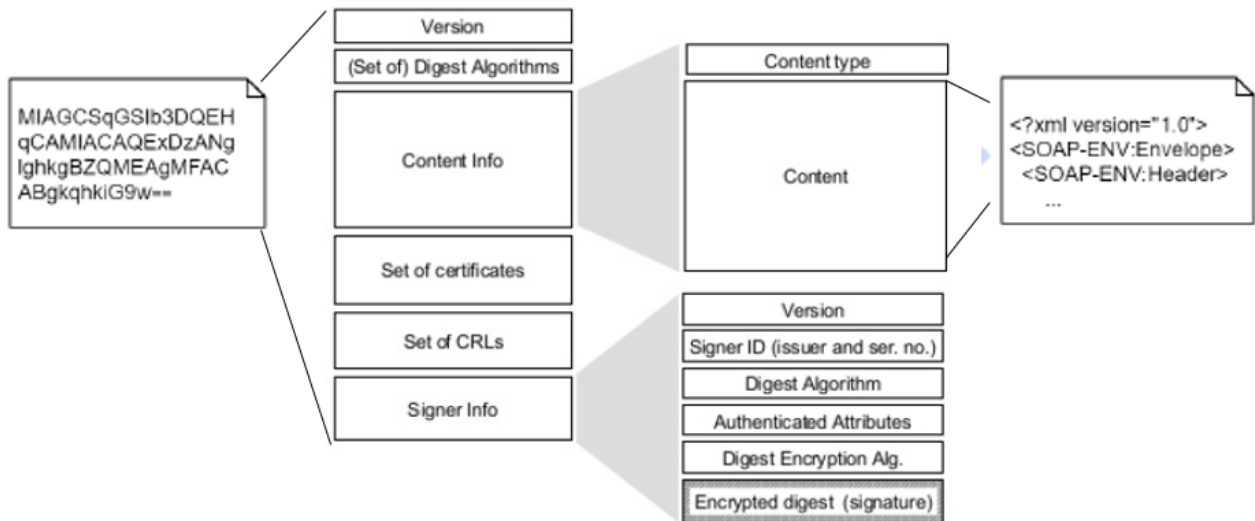 MIAGCSqGSIb3DQEH
qCAMIACAQExDzANg
lghkgBZQMEAgMFAC
ABgkqhkiG9w==
Version
(Set of) Digest Algorithms
Content Info
Set of certificates
Set of CRLs
Signer Info
Content type
Content
Version
Signer ID (issuer and ser. no.)
Digest Algorithm
Authenticated Attributes
Digest Encryption Alg.
Encrypted digest (signature)
<?xml version="1.0">
<SOAP-ENV:Envelope>
<SOAP-ENV:Header>
...